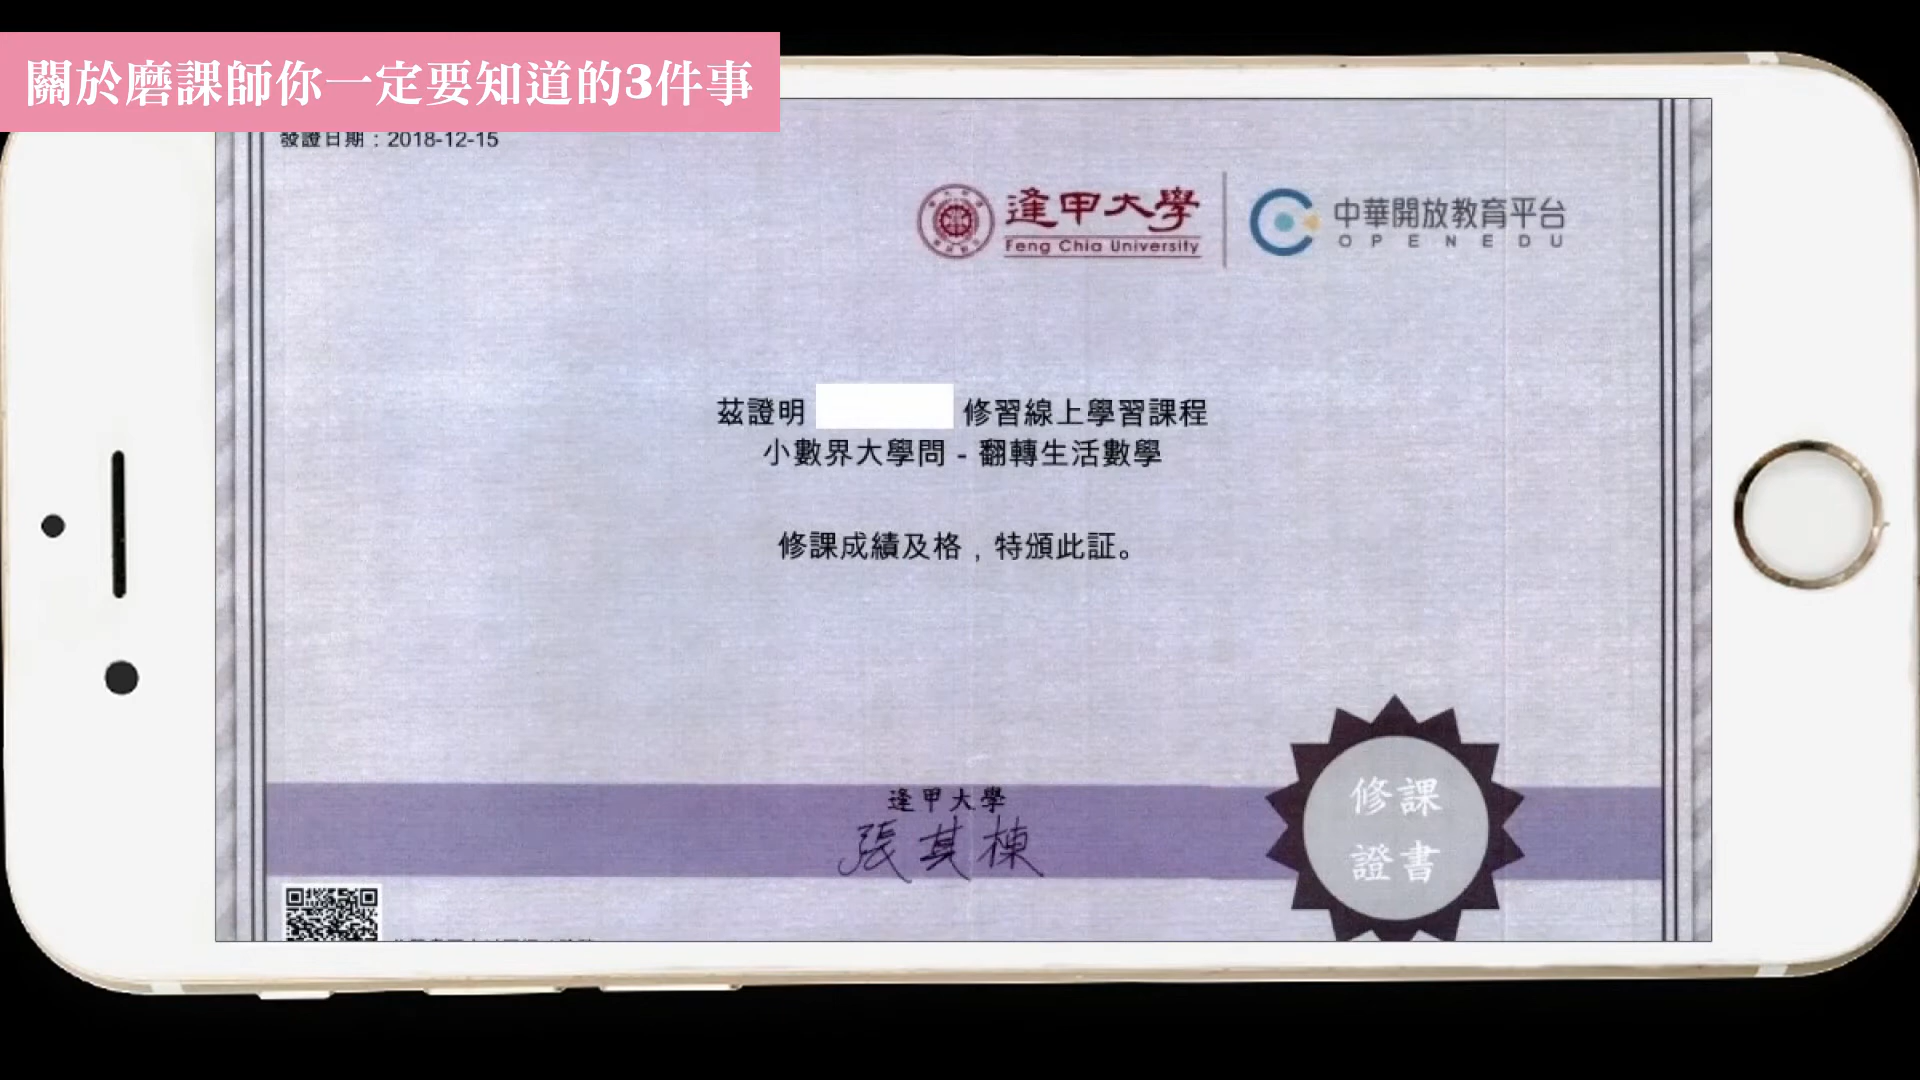 關於磨課師你一定要知道的3件事
發證日期：2018-12-15
逢甲大學
Feng Chia University
中華開放教育平台
OPENEDU
茲證明 修習線上學習課程
小數界大學問 - 翻轉生活數學
修課成績及格，特頒此証。
逢甲大學
張其棟
修課
證書